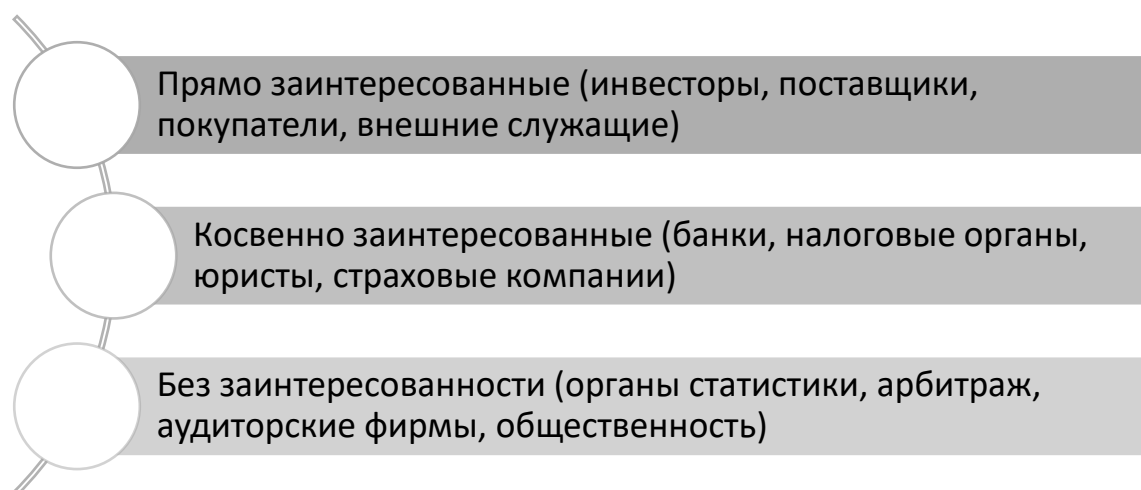 Прямо заинтересованные (инвесторы, поставщики,
покупатели, внешние служащие)
Косвенно заинтересованные (банки, налоговые органы,
юристы, страховые компании)
Без заинтересованности (органы статистики, арбитраж,
аудиторские фирмы, общественность)